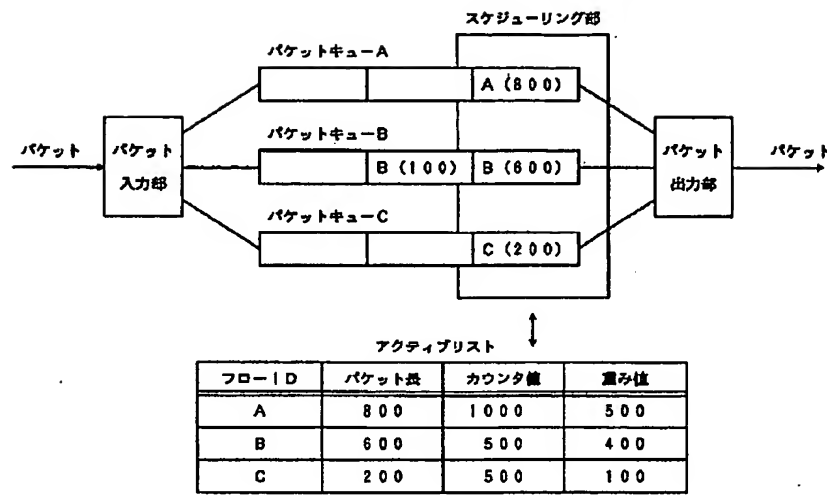 スケジューリング部
パケットキューA
A (800)
パケットキューB
パケット
パケット
入力部
B (100)
B (600)
パケット
出力部
パケット
パケットキューC
C (200)
アクティブリスト
フローID
パケット長
カウンタ値
重み値
A
800
1000
500
B
600
500
400
C
200
500
100